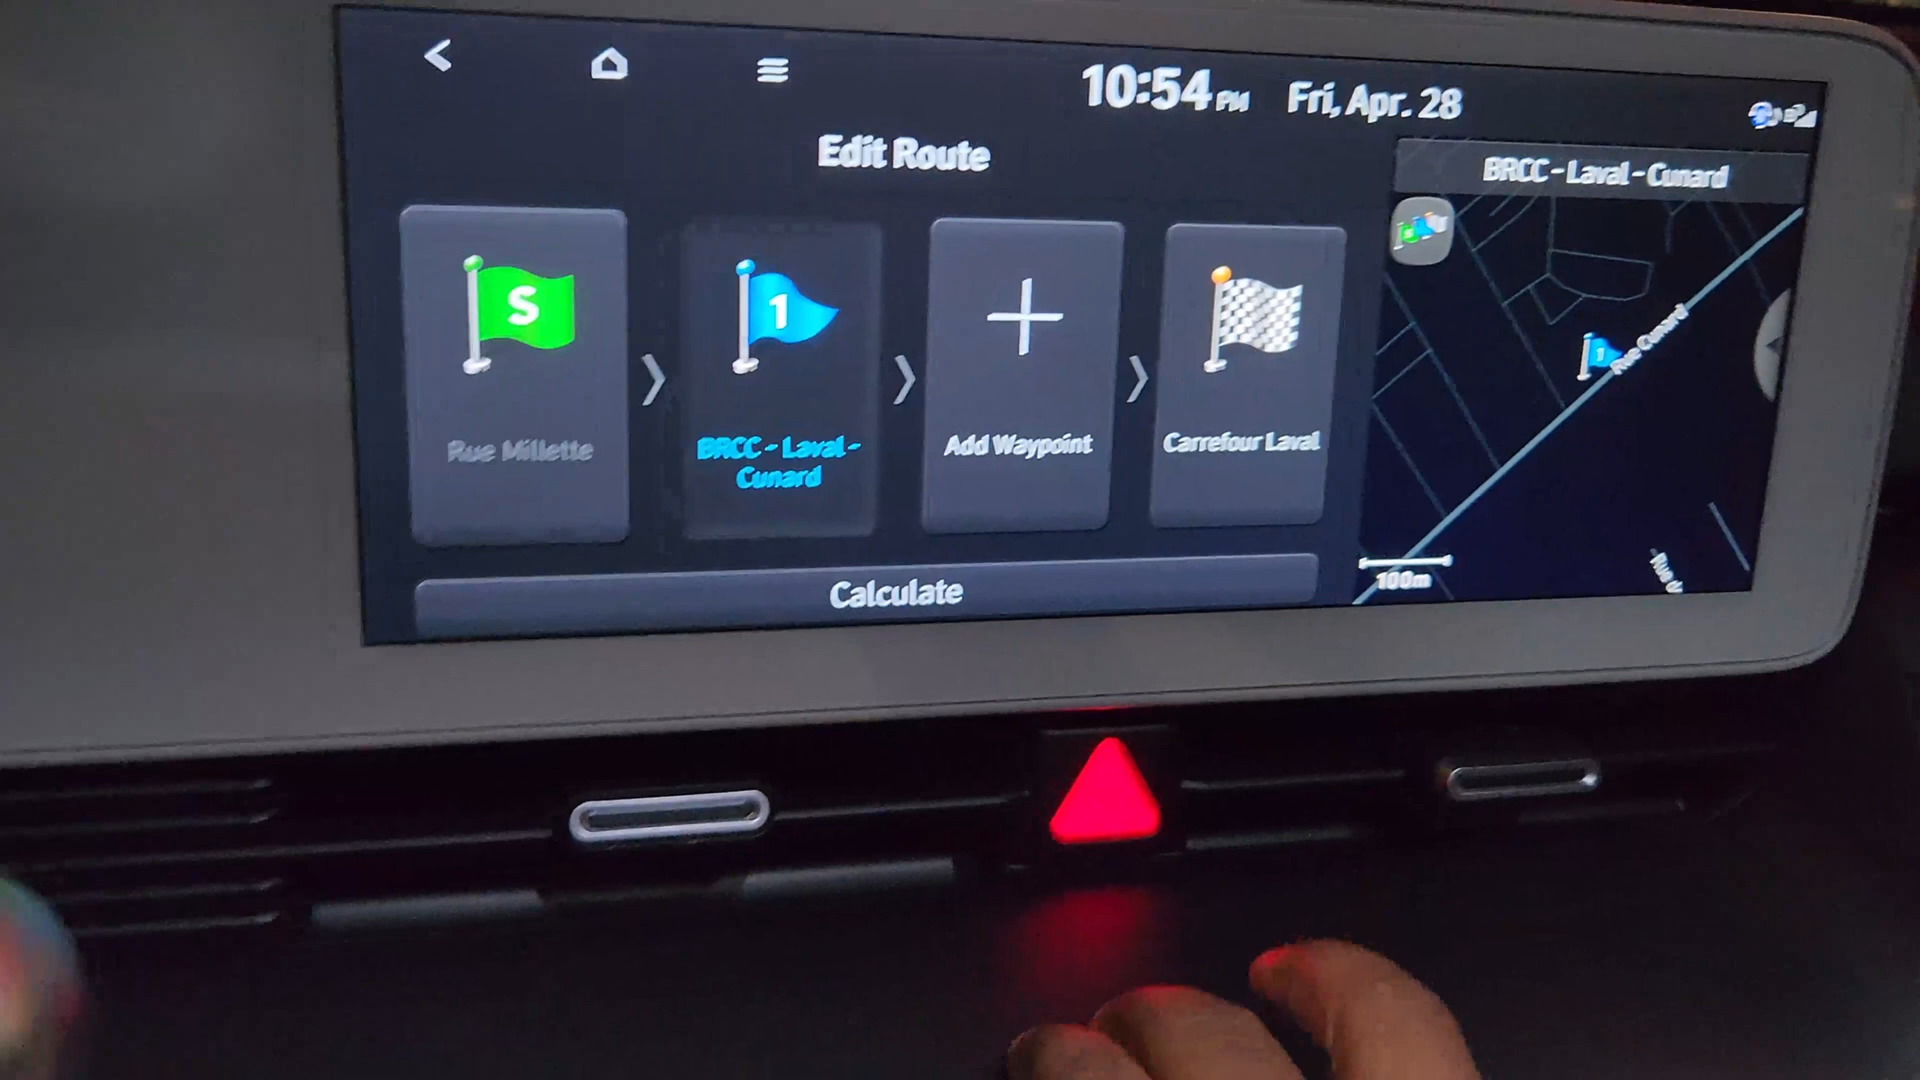 10:54 PM Fri, Apr. 28
Edit Route
BRCC - Laval - Cunard
S
1
Rue Millette
BRCC - Laval -
Cunard
Add Waypoint
Carrefour Laval
Calculate
1
Rue Cunard
100m